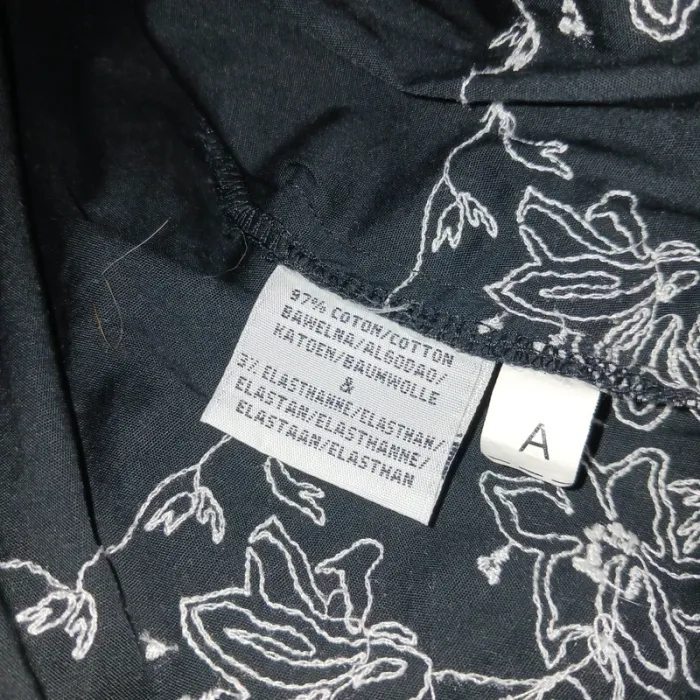 97% COTON/COTTON
BAWELNA/ALGODAO/
KATOEN/BAUMWOLLE
&
3% ELASTHANNE/ELASTHAN/
ELASTAN/ELASTHANNE/
ELASTAAN/ELASTHAN
A